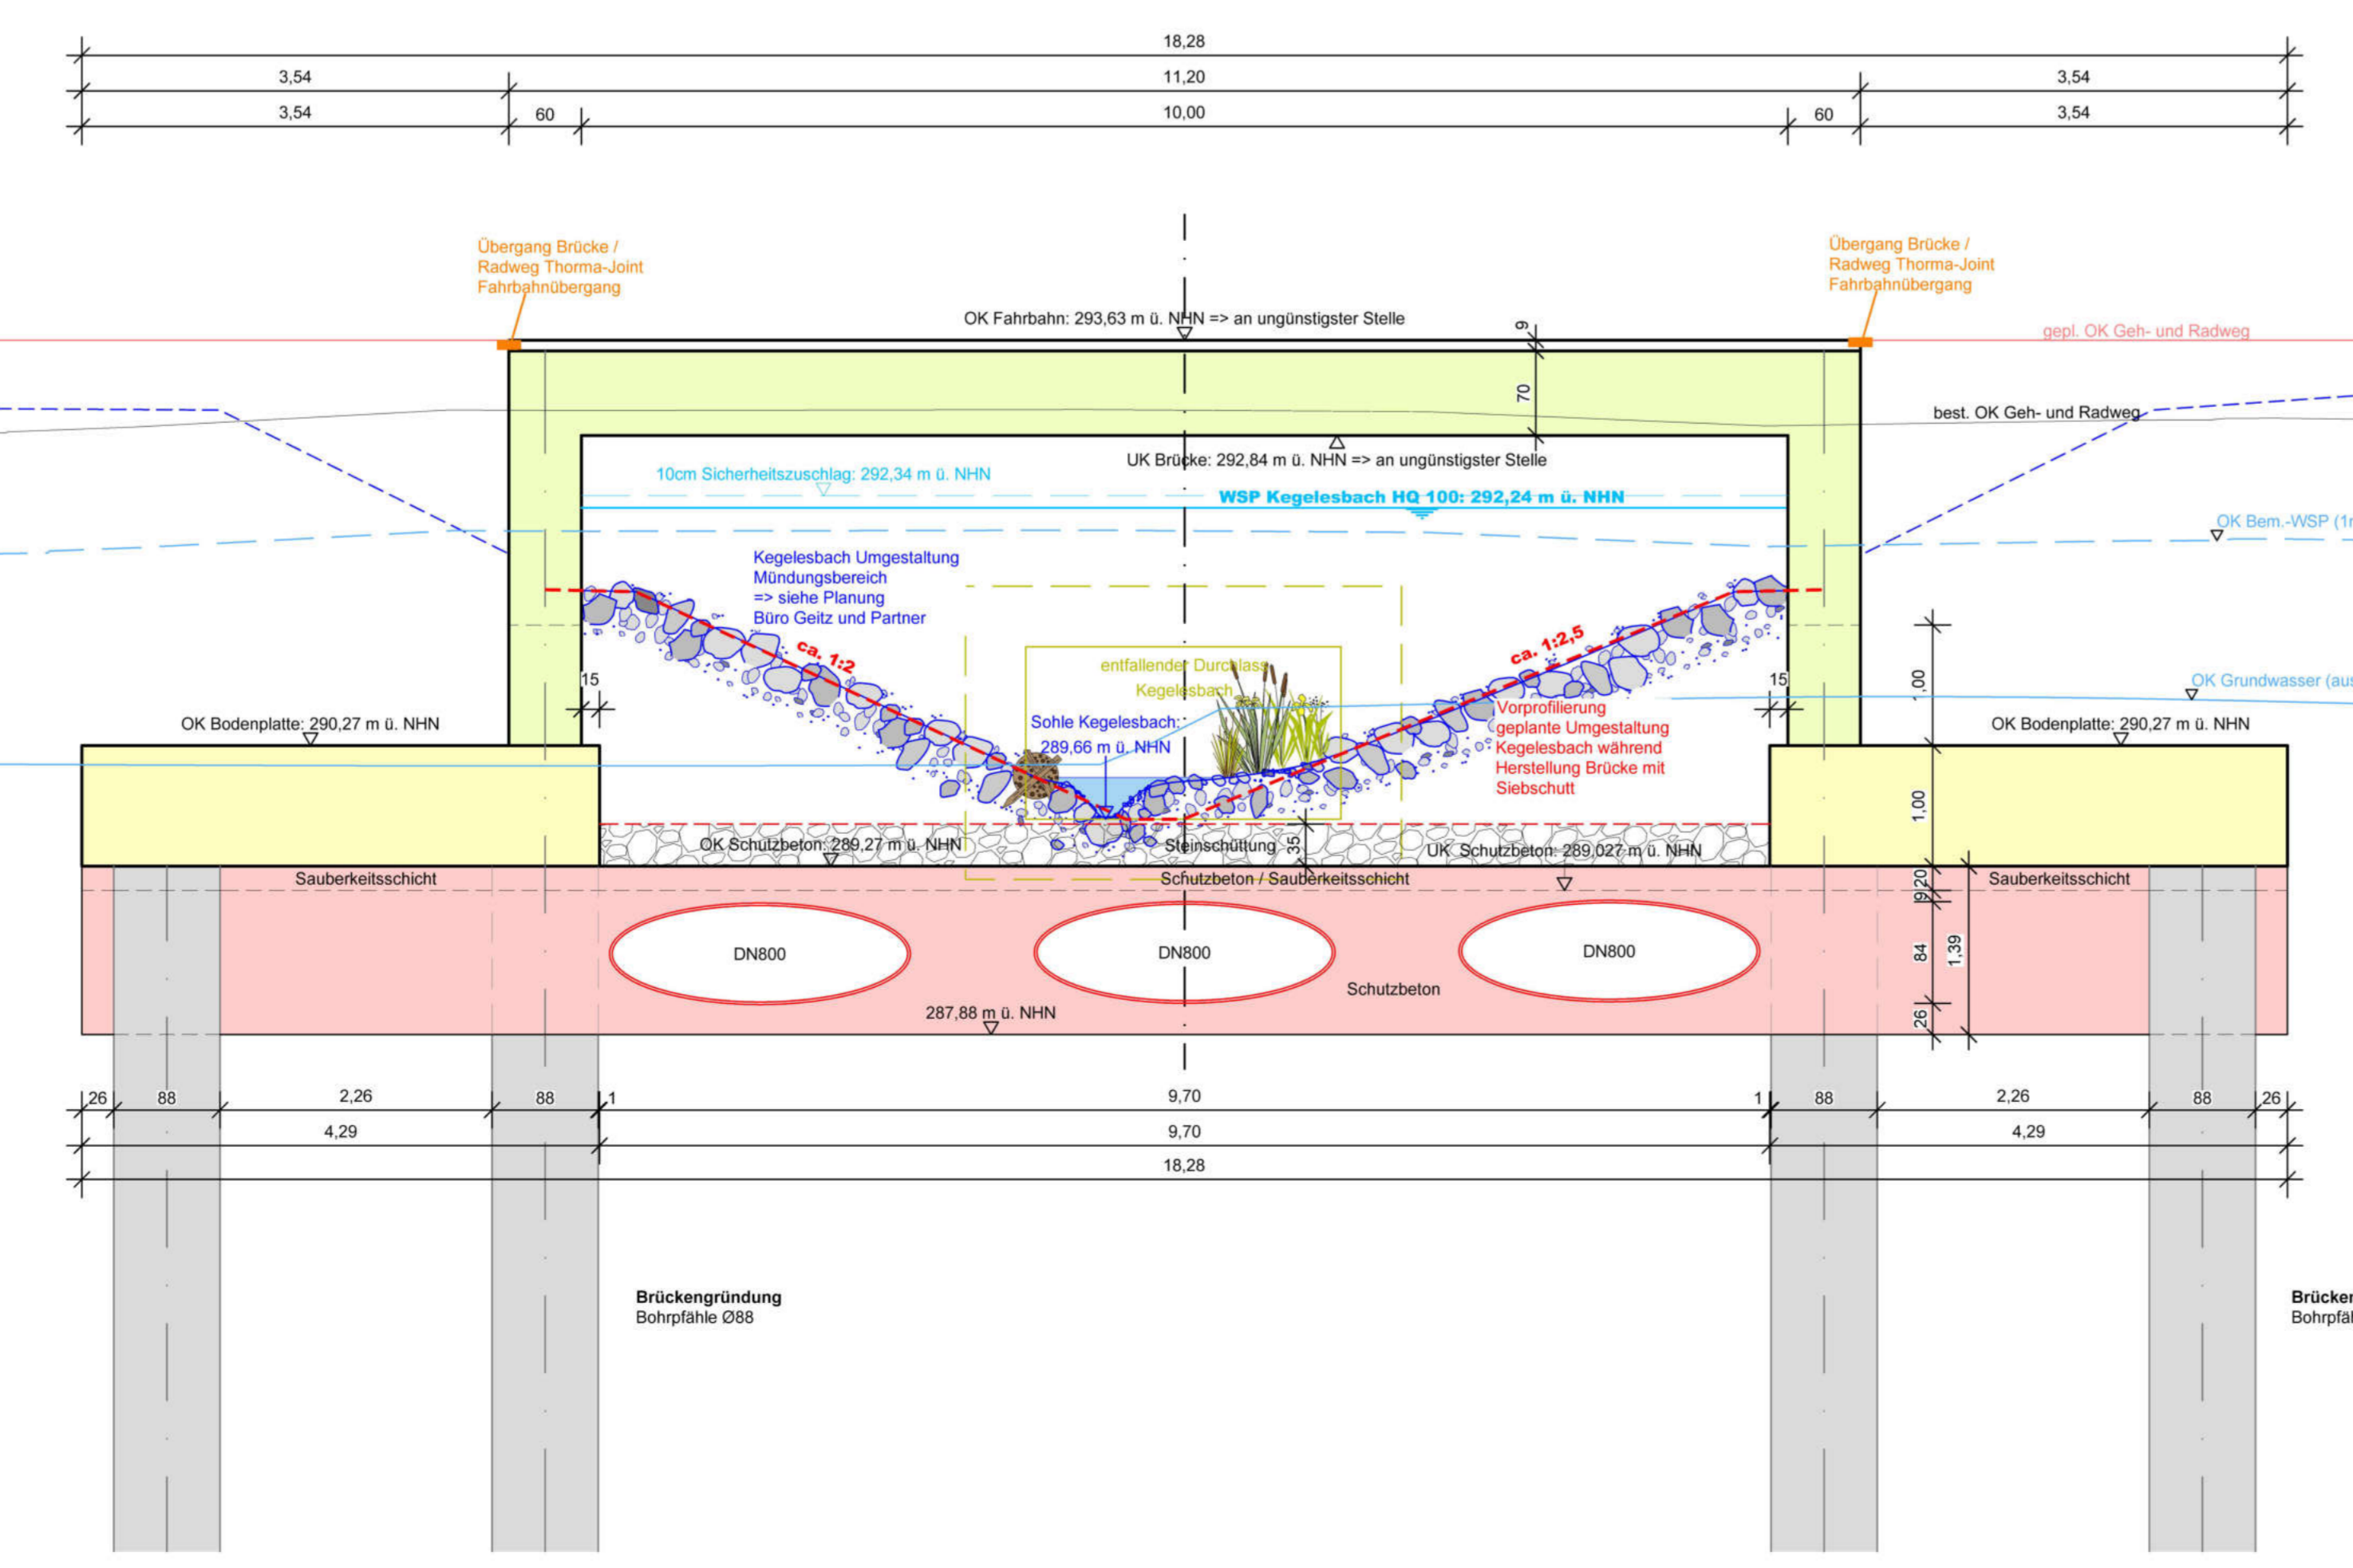 18,28
3,54
11,20
3,54
3,54
60
10,00
60
3,54
Übergang Brücke /
Radweg Thorma-Joint
Fahrbahnübergang
Übergang Brücke /
Radweg Thorma-Joint
Fahrbahnübergang
OK Fahrbahn: 293,63 m ü. NHN => an ungünstigster Stelle
9
gepl. OK Geh- und Radweg
70
best. OK Geh- und Radweg
UK Brücke: 292,84 m ü. NHN => an ungünstigster Stelle
10cm Sicherheitszuschlag: 292,34 m ü. NHN
WSP Kegelesbach HQ 100: 292,24 m ü. NHN
OK Bem.-WSP (1
Kegelesbach Umgestaltung
Mündungsbereich
=> siehe Planung
Büro Geitz und Partner
ca. 1:2
ca. 1:2,5
entfallender Durchlass
Kegelesbach
15
15
,00
OK Grundwasser (aus
Sohle Kegelesbach:
289,66 m ü. NHN
Vorprofilierung
geplante Umgestaltung
Kegelesbach während
Herstellung Brücke mit
Siebschutt
OK Bodenplatte: 290,27 m ü. NHN
OK Bodenplatte: 290,27 m ü. NHN
1,00
OK Schutzbeton: 289,27 m ü. NHN
Steinschüttung
35
UK Schutzbeton: 289,027 m ü. NHN
Sauberkeitsschicht
Schutzbeton / Sauberkeitsschicht
20
Sauberkeitsschicht
9
DN800
DN800
DN800
84
1,39
Schutzbeton
287,88 m ü. NHN
26
26
88
2,26
88
1
9,70
1
88
2,26
88
26
4,29
9,70
4,29
18,28
Brückengründung
Bohrpfähle Ø88
Brücke
Bohrpfä